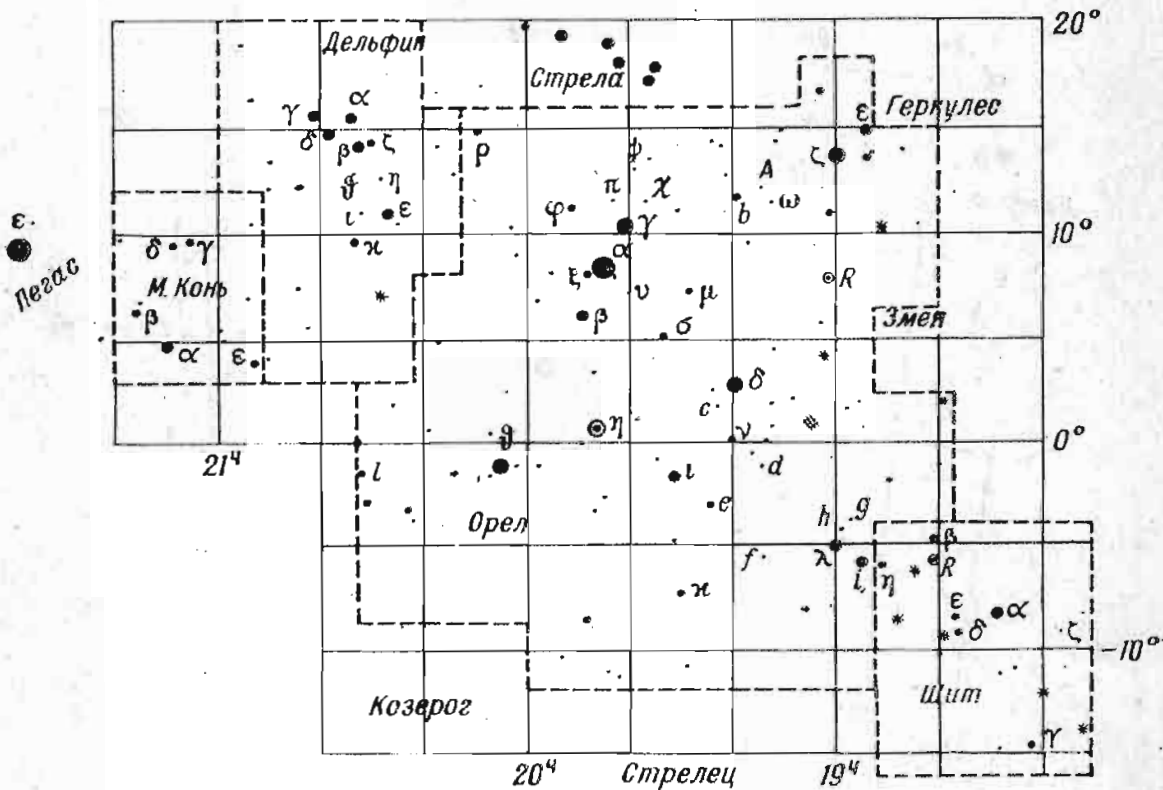 20°
Дельфин
Стрела
γ α
Геркулес
ε
δ β ζ
ρ
ψ
ζ
ϑ η
π χ
A
ι ε
φ
γ
b ω
ε
δ γ
ϰ
10°
α
Пегас
М. Конь
ξ
R
β
υ μ
β
σ
Змея
α ε
δ
c
ϑ
η
ν
0°
21ч
l
ι
d
e
h g
Орел
β
f
λ
i η R
ϰ
ε α
δ ζ
-10°
Козерог
Щит
γ
20ч
Стрелец
19ч